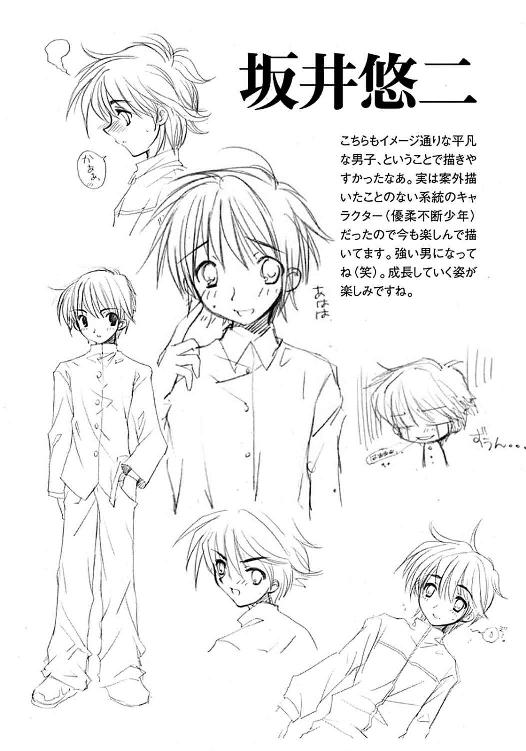 坂井悠二
こちらもイメージ通りな平凡
な男子、ということで描きや
すかったなあ。実は案外描
いたことのない系統のキャ
ラクター（優柔不断少年）
だったので今も楽しんで描
いてます。強い男になって
ね（笑）。成長していく姿が
楽しみですね。
かあぁ
あはは
ずうん…